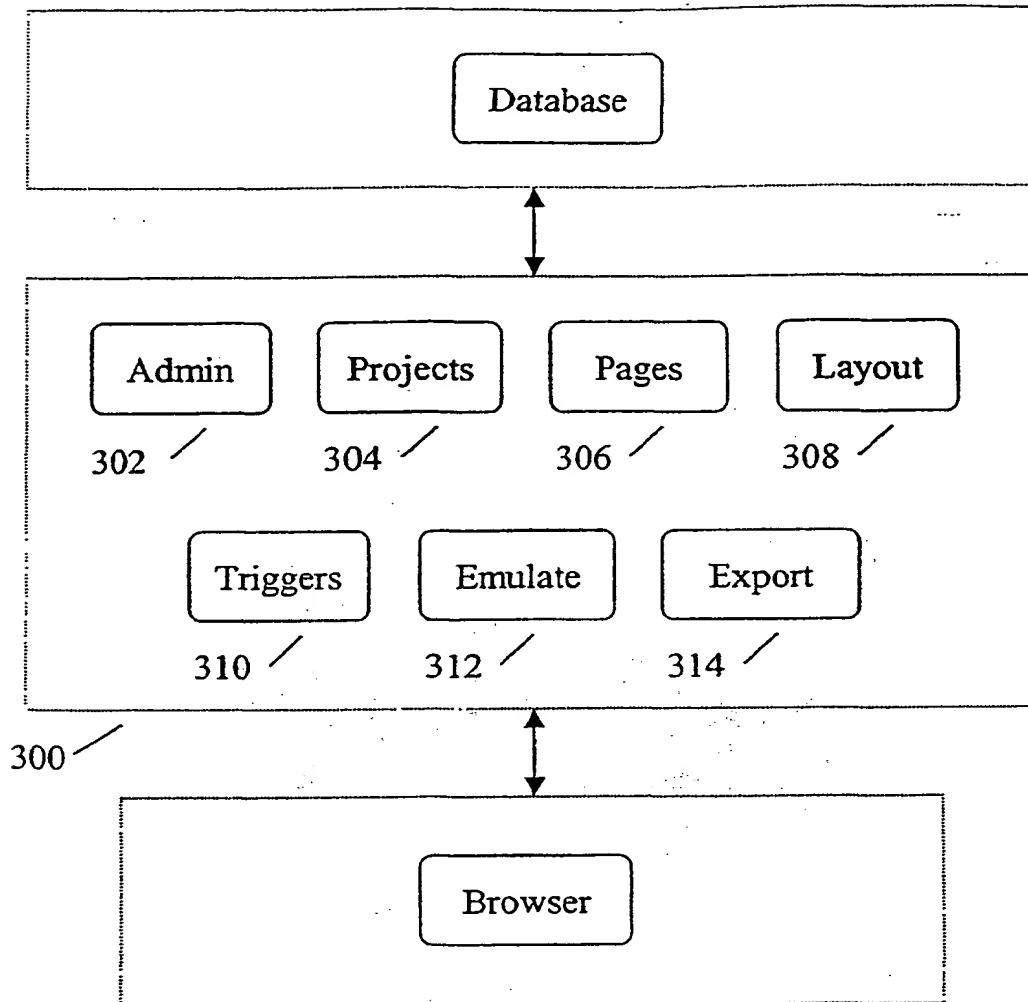 Database
Admin Projects Pages Layout
302 304 306 308
Triggers Emulate Export
310 312 314
300
Browser